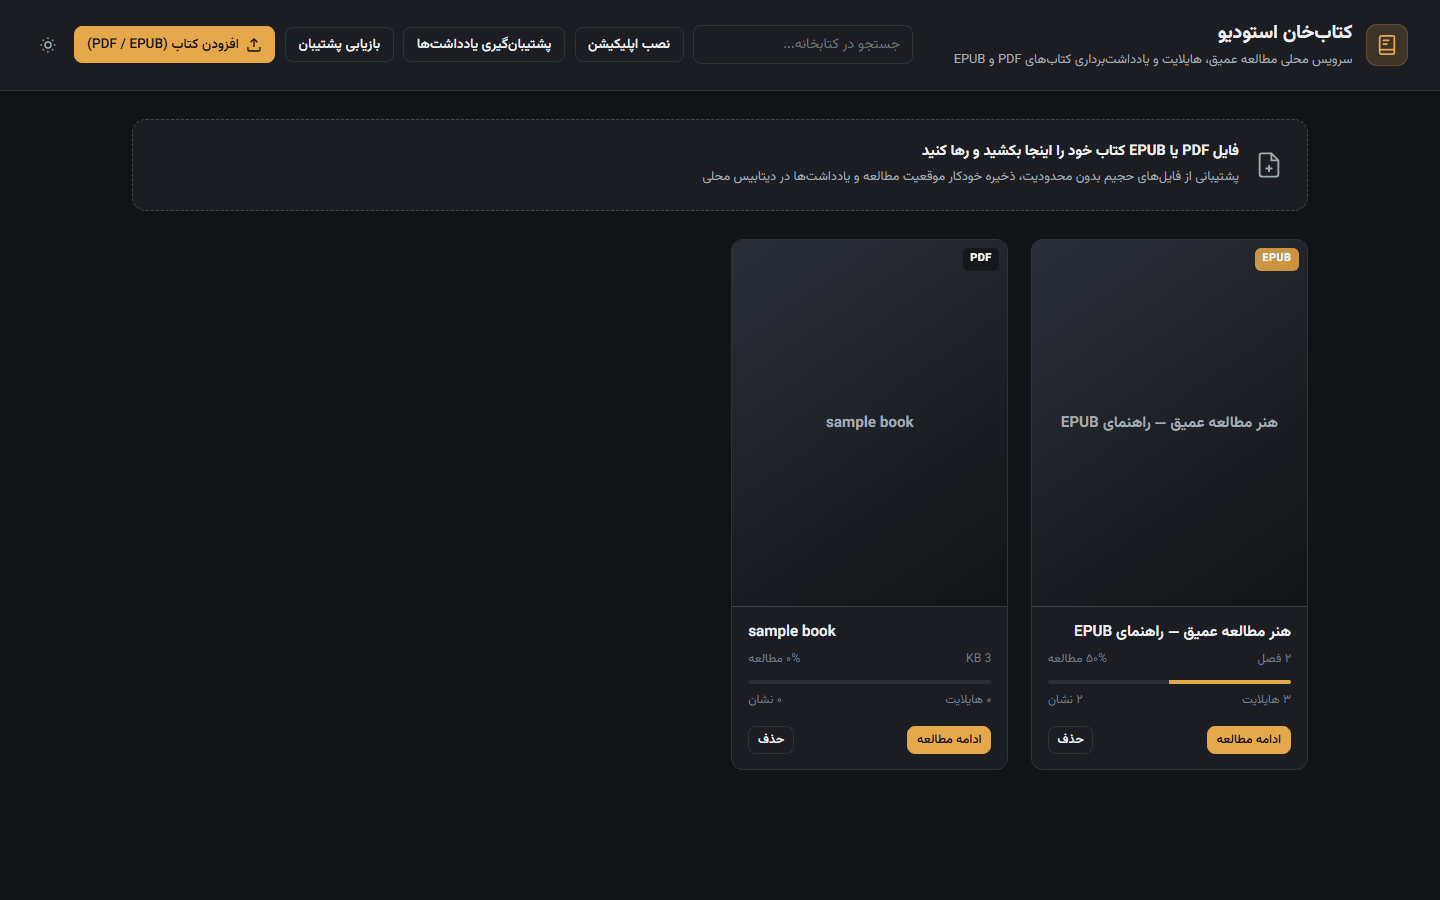 کتاب‌خان استودیو
سرویس محلی مطالعه عمیق، هایلایت و یادداشت‌برداری کتاب‌های PDF و EPUB
جستجو در کتابخانه...
نصب اپلیکیشن
پشتیبان‌گیری یادداشت‌ها
بازیابی پشتیبان
افزودن کتاب (PDF / EPUB)
فایل PDF یا EPUB کتاب خود را اینجا بکشید و رها کنید
پشتیبانی از فایل‌های حجیم بدون محدودیت، ذخیره خودکار موقعیت مطالعه و یادداشت‌ها در دیتابیس محلی
EPUB
هنر مطالعه عمیق — راهنمای EPUB
هنر مطالعه عمیق — راهنمای EPUB
۲ فصل
۵۰% مطالعه
۳ هایلایت
۲ نشان
ادامه مطالعه
حذف
PDF
sample book
sample book
3 KB
۰% مطالعه
۰ هایلایت
۰ نشان
ادامه مطالعه
حذف